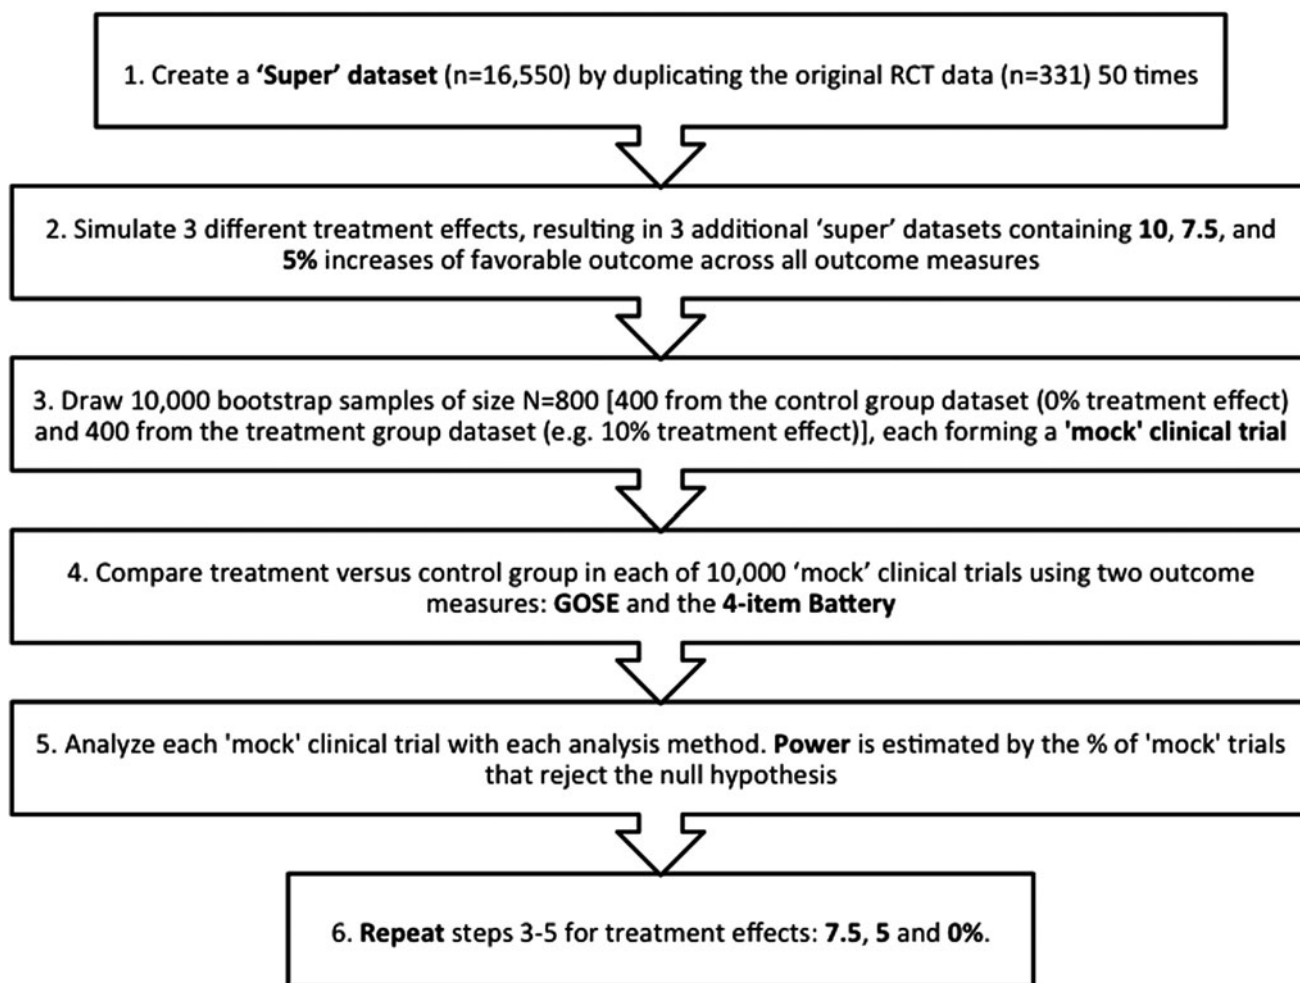 1. Create a ‘Super’ dataset (n=16,550) by duplicating the original RCT data (n=331) 50 times
2. Simulate 3 different treatment effects, resulting in 3 additional ‘super’ datasets containing 10, 7.5, and
5% increases of favorable outcome across all outcome measures
3. Draw 10,000 bootstrap samples of size N=800 [400 from the control group dataset (0% treatment effect)
and 400 from the treatment group dataset (e.g. 10% treatment effect)], each forming a 'mock' clinical trial
4. Compare treatment versus control group in each of 10,000 ‘mock’ clinical trials using two outcome
measures: GOSE and the 4-item Battery
5. Analyze each 'mock' clinical trial with each analysis method. Power is estimated by the % of 'mock' trials
that reject the null hypothesis
6. Repeat steps 3-5 for treatment effects: 7.5, 5 and 0%.